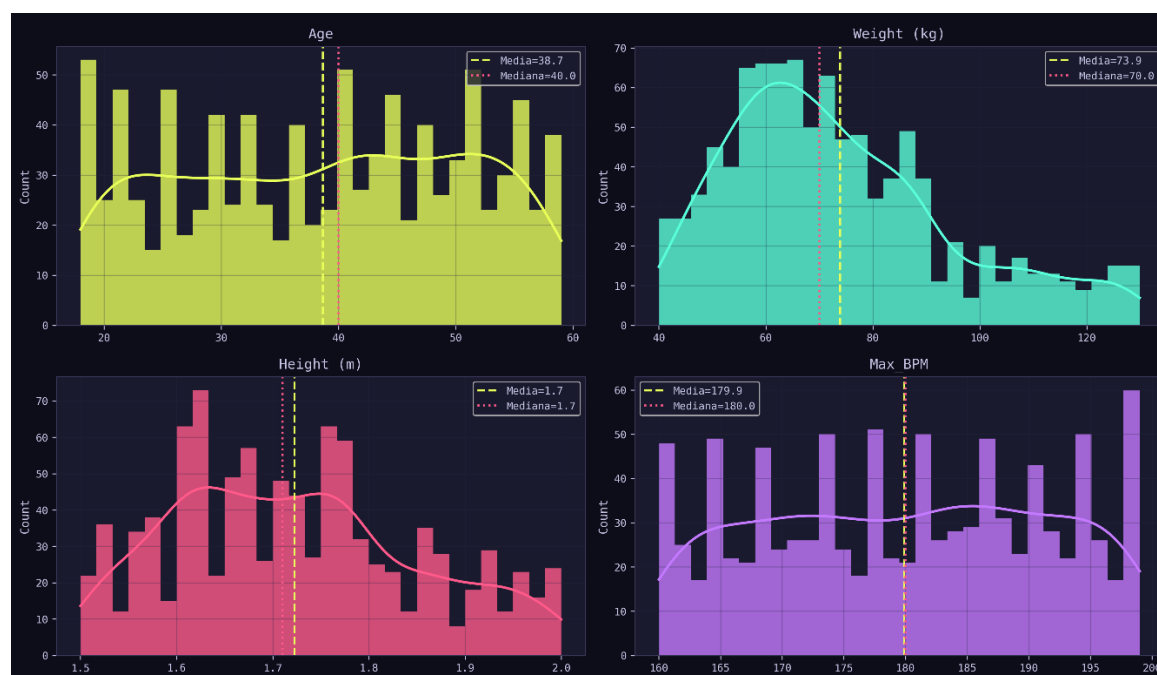 Age
Media=38.7
Mediana=40.0
Count
50
40
30
20
10
0
20 30 40 50 60
Weight (kg)
Media=73.9
Mediana=70.0
Count
70
60
50
40
30
20
10
0
40 60 80 100 120
Height (m)
Media=1.7
Mediana=1.7
Count
70
60
50
40
30
20
10
0
1.5 1.6 1.7 1.8 1.9 2.0
Max_BPM
Media=179.9
Mediana=180.0
Count
60
50
40
30
20
10
0
160 165 170 175 180 185 190 195 200